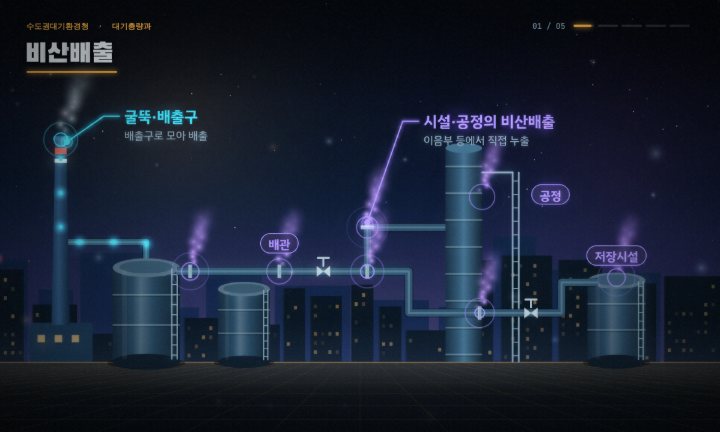 수도권대기환경청 · 대기총량과
01 / 05
비산배출
굴뚝·배출구
배출구로 모아 배출
시설·공정의 비산배출
이음부 등에서 직접 누출
공정
배관
저장시설